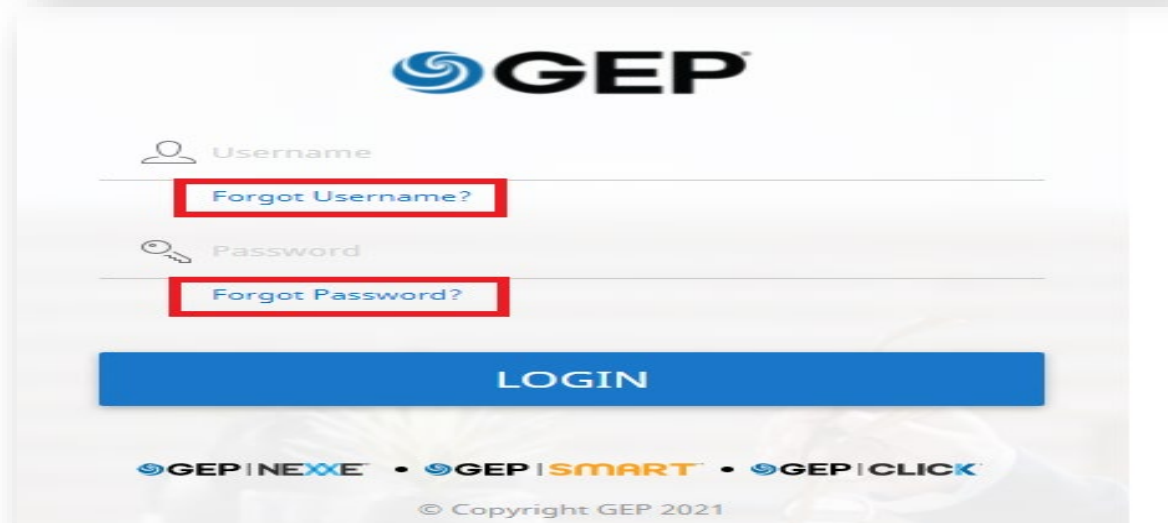 GEP
Username
Forgot Username?
Password
Forgot Password?
LOGIN
GEP | NEXXE • GEP | SMART • GEP | CLICK
© Copyright GEP 2021